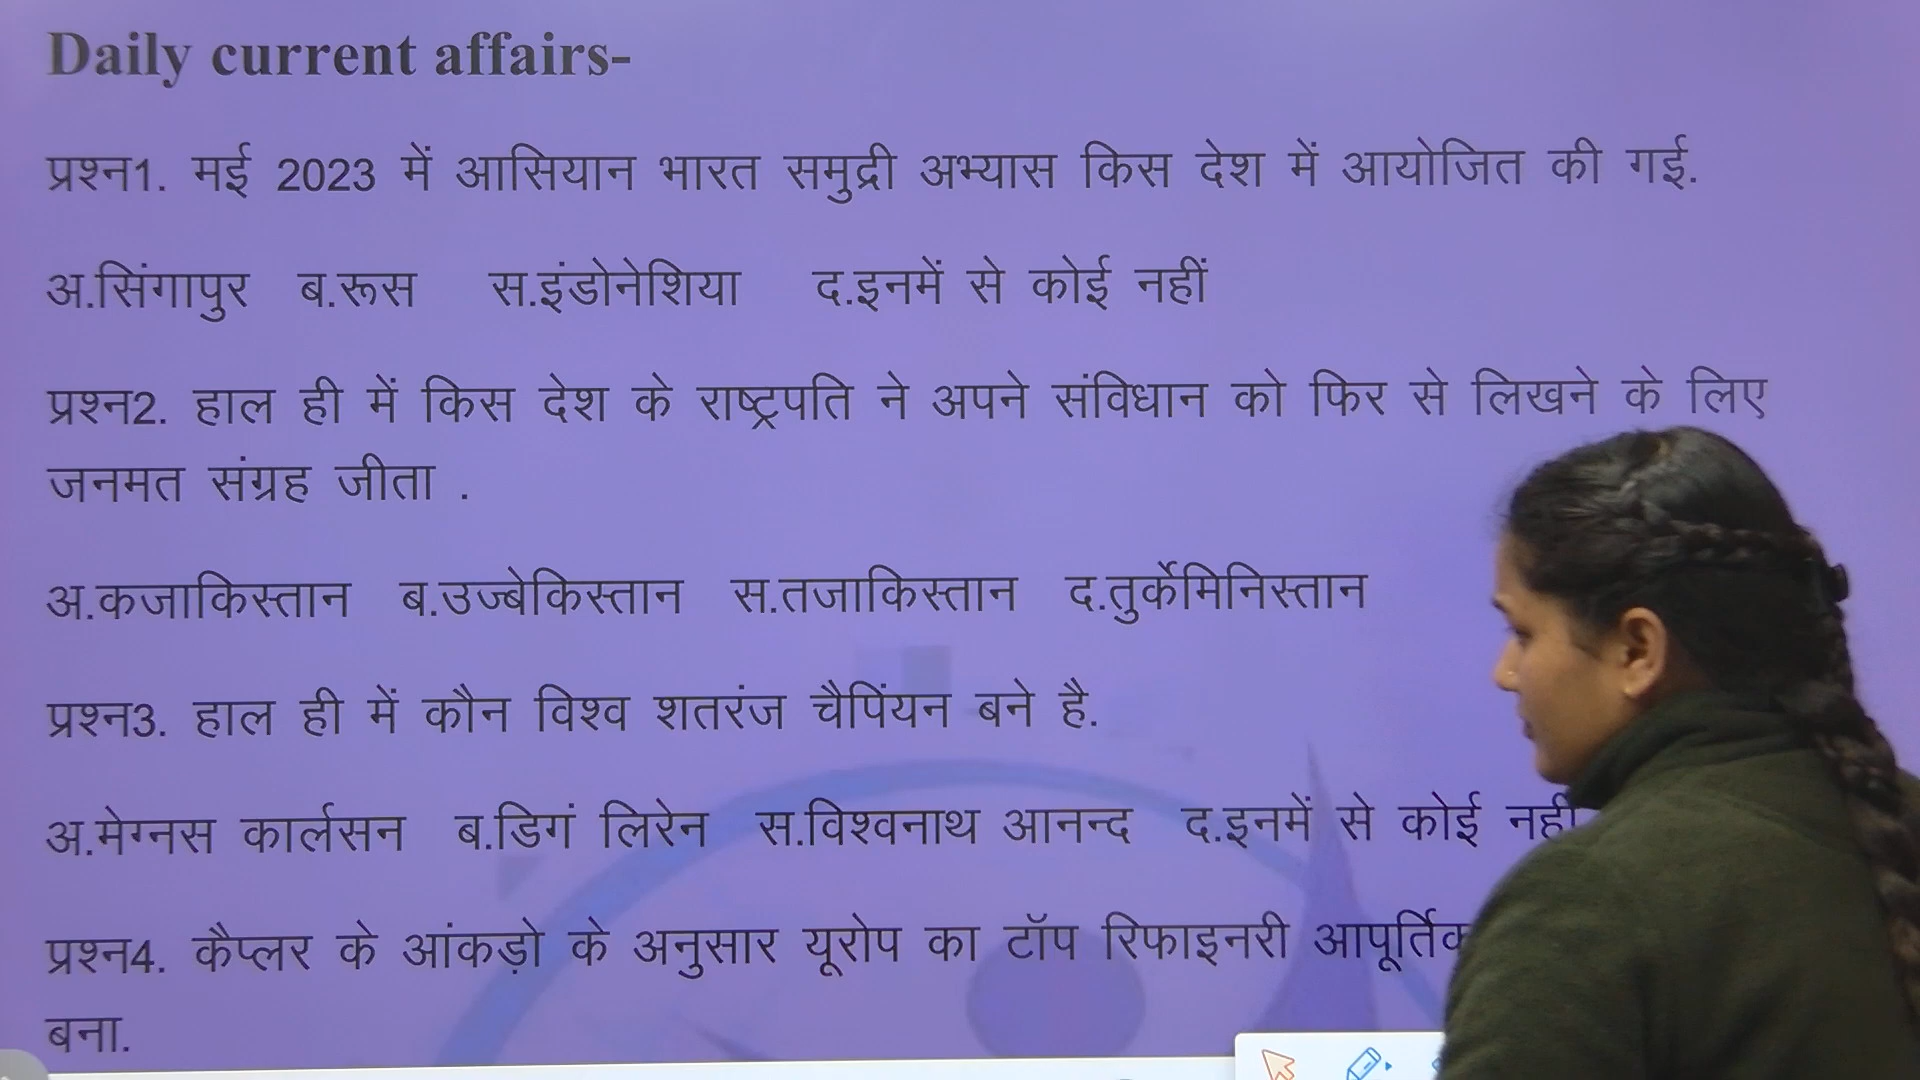 Daily current affairs-
प्रश्न1. मई 2023 में आसियान भारत समुद्री अभ्यास किस देश में आयोजित की गई.
अ.सिंगापुर ब.रूस स.इंडोनेशिया द.इनमें से कोई नहीं
प्रश्न2. हाल ही में किस देश के राष्ट्रपति ने अपने संविधान को फिर से लिखने के लिए
जनमत संग्रह जीता .
अ.कजाकिस्तान ब.उज्बेकिस्तान स.तजाकिस्तान द.तुर्केमिनिस्तान
प्रश्न3. हाल ही में कौन विश्व शतरंज चैपिंयन बने है.
अ.मेग्नस कार्लसन ब.डिगं लिरेन स.विश्वनाथ आनन्द द.इनमें से कोई नहीं
प्रश्न4. कैप्लर के आंकड़ो के अनुसार यूरोप का टॉप रिफाइनरी
बना.